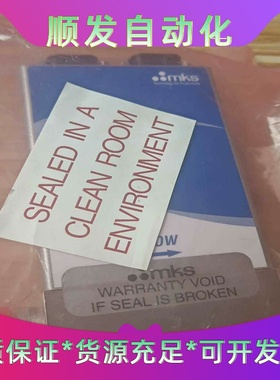 顺发自动化
mks
SEALED IN A
CLEAN ROOM
ENVIRONMENT
mks
WARRANTY VOID
IF SEAL IS BROKEN
质保证*货源充足*可开发